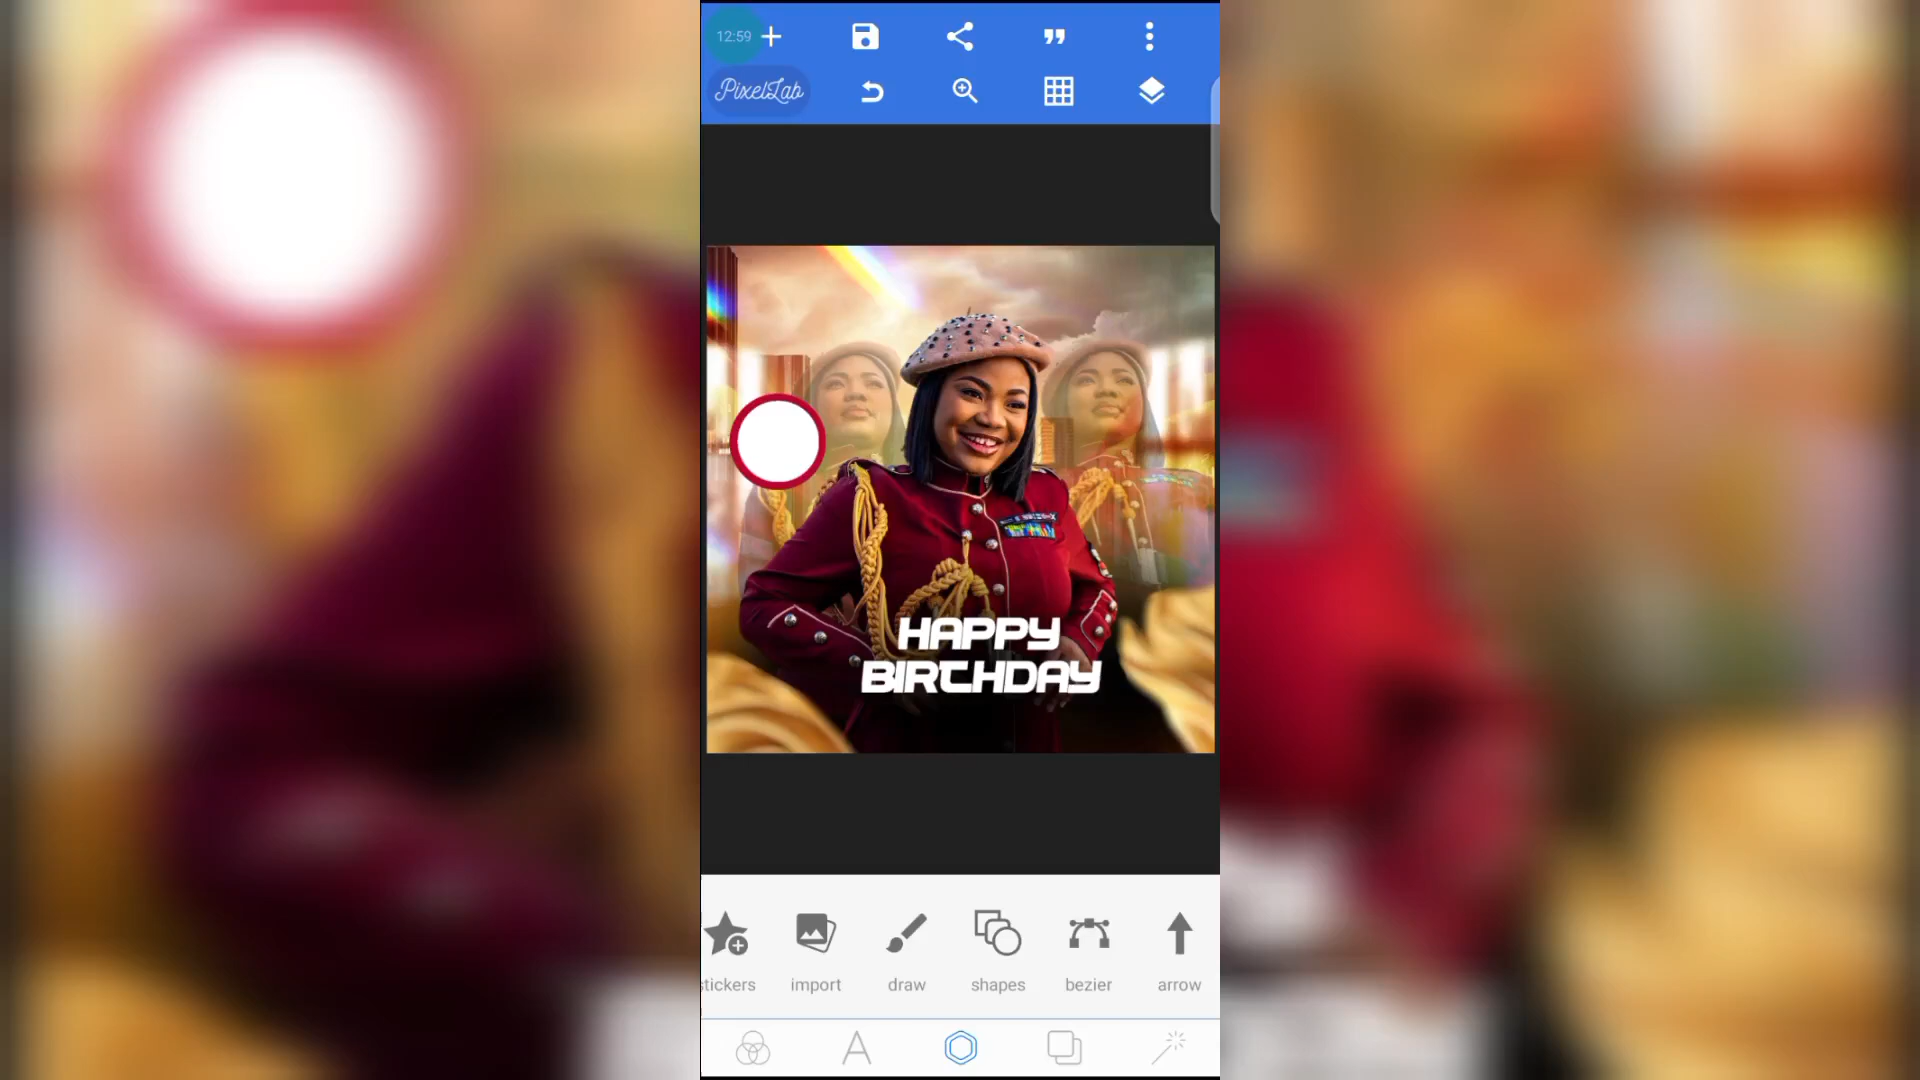 12:59
PixelLab
HAPPY
BIRTHDAY
stickers
import
draw
shapes
bezier
arrow